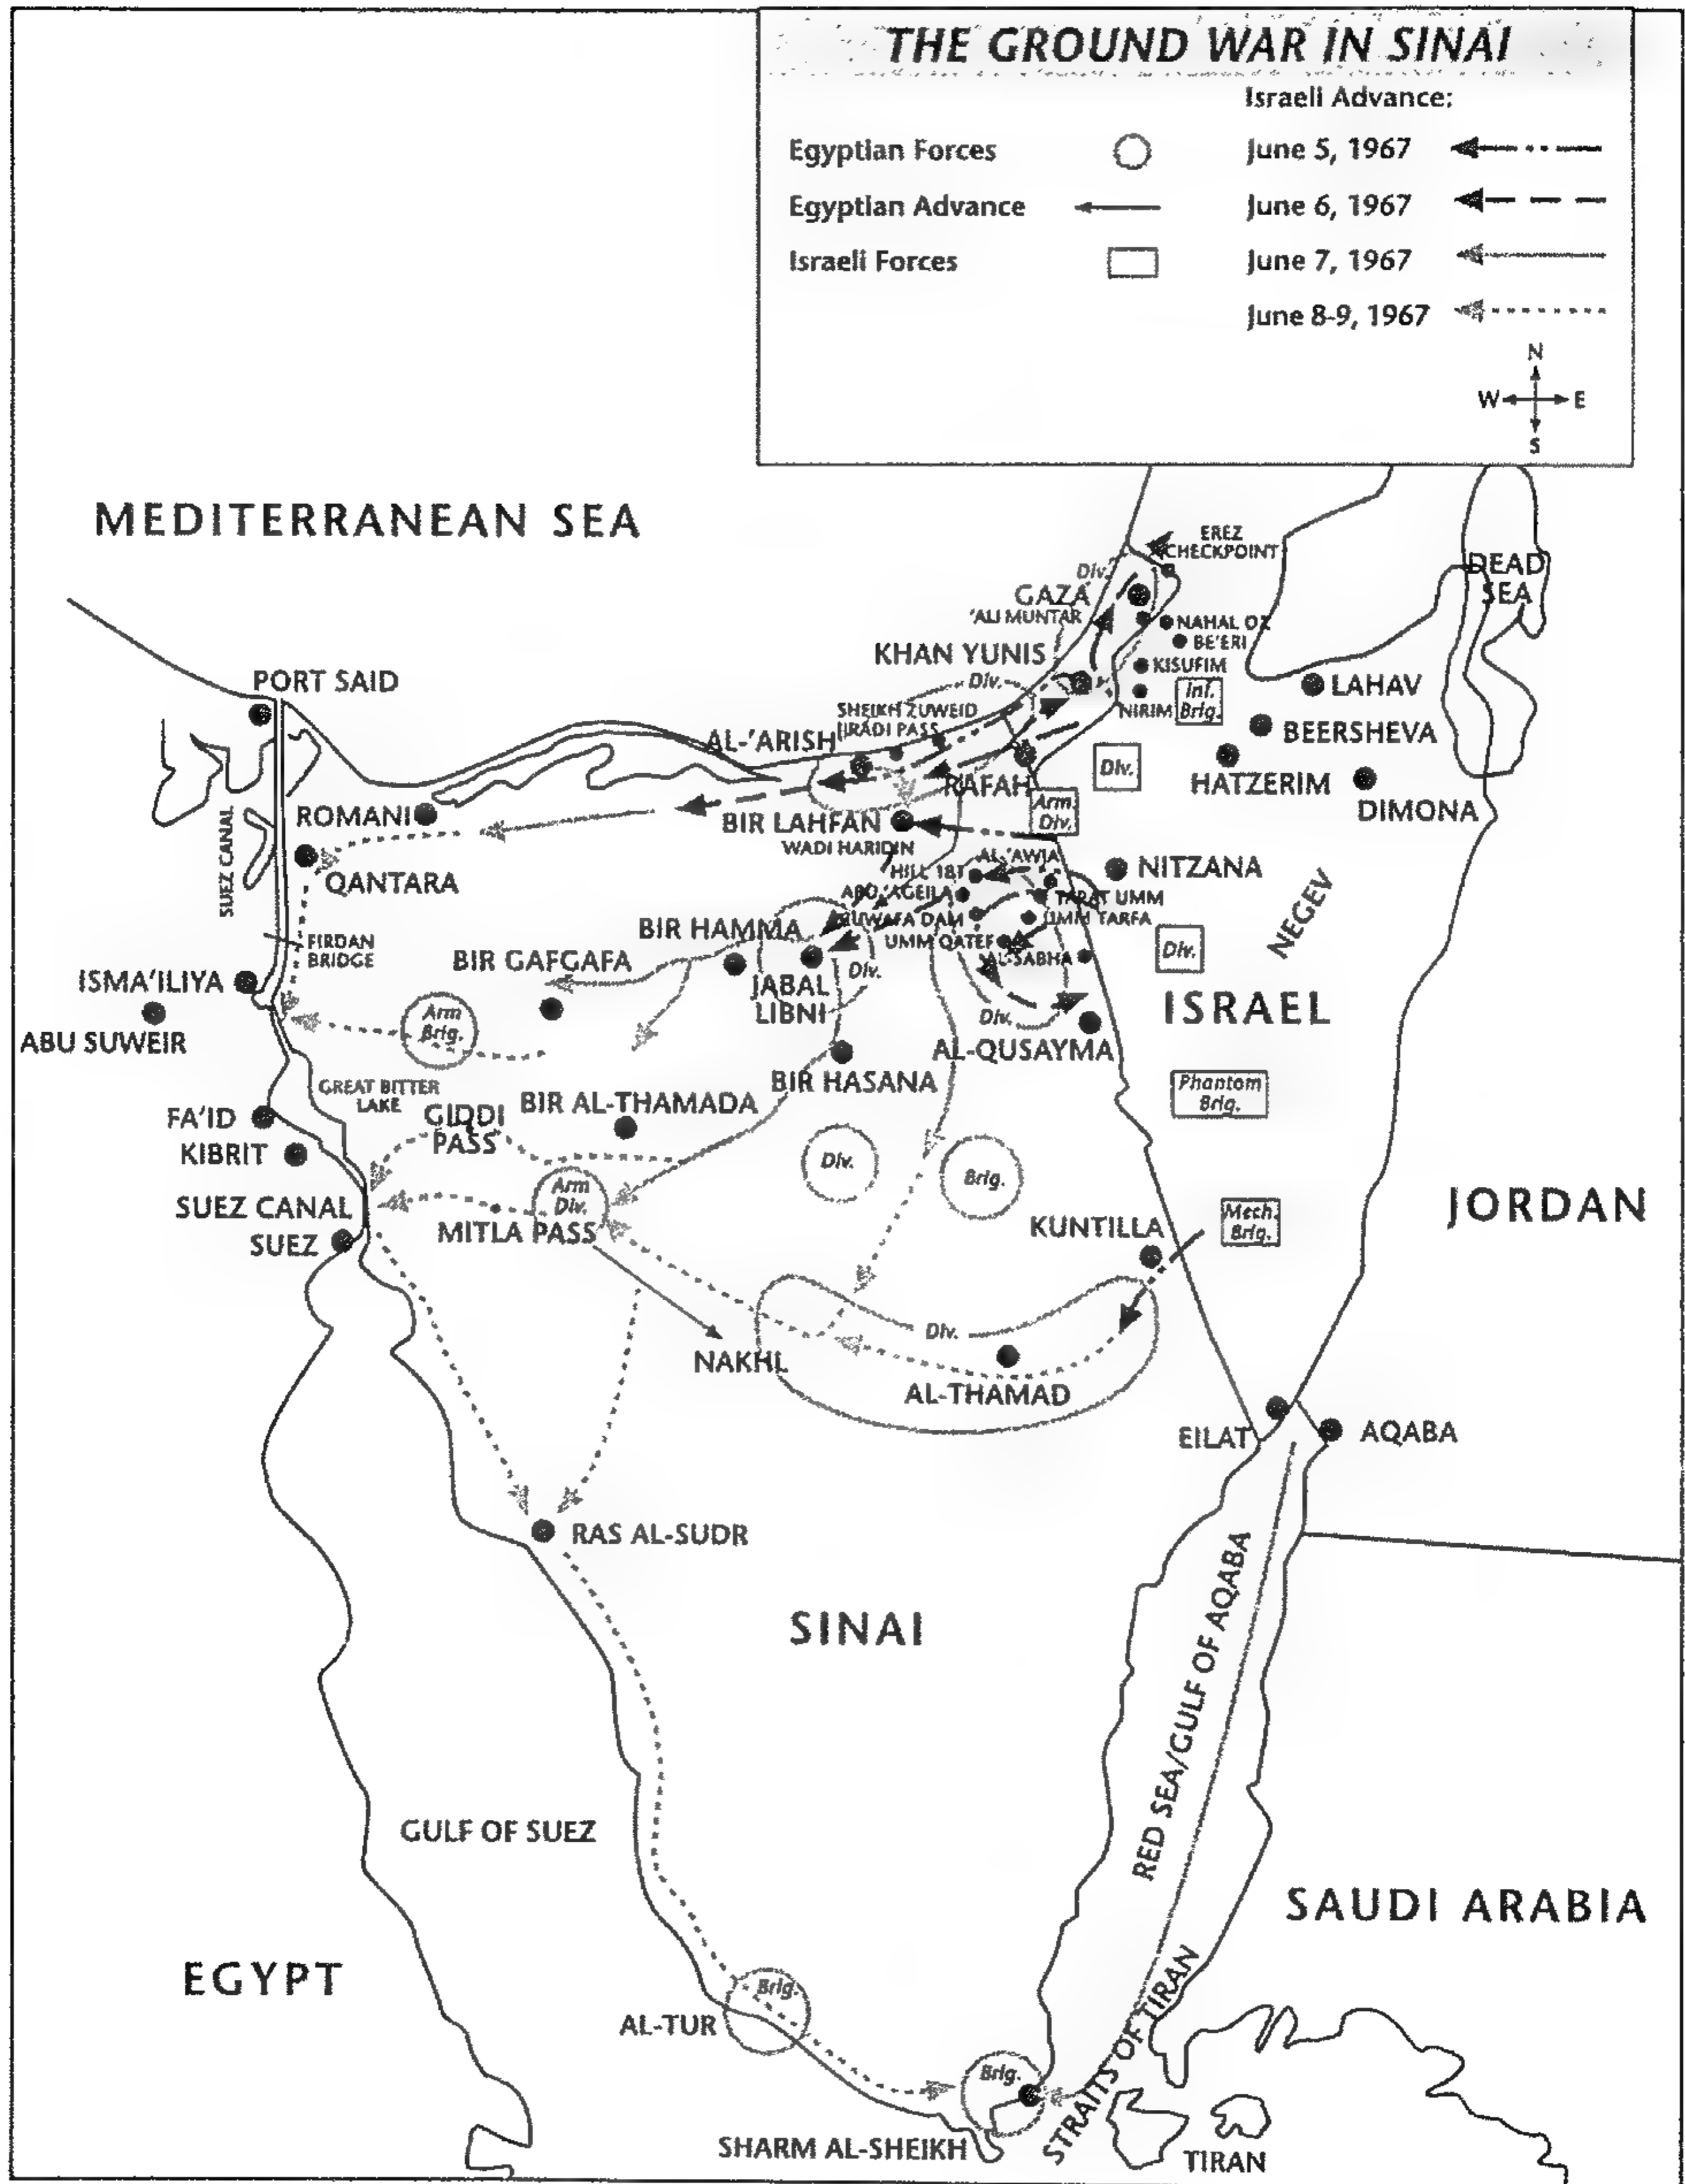 THE GROUND WAR IN SINAI
Israeli Advance:
Egyptian Forces
June 5, 1967
Egyptian Advance
June 6, 1967
Israeli Forces
June 7, 1967
June 8-9, 1967
N
W
E
S
MEDITERRANEAN SEA
EREZ
CHECKPOINT
DEAD
SEA
Div.
GAZA
'ALI MUNTAR
NAHAL OZ
BE'ERI
KHAN YUNIS
KISUFIM
PORT SAID
Div.
LAHAV
Inf.
Brig.
NIRIM
SHEIKH ZUWEID
JIRADI PASS
AL-'ARISH
BEERSHEVA
Div.
HATZERIM
RAFAH
DIMONA
Arm.
Div.
ROMANI
BIR LAHFAN
WADI HARIDIN
SUEZ CANAL
AL-'AWJA
NITZANA
HILL 181
QANTARA
ABU 'AGEILA
TARAT UMM
RUWAFA DAM
UMM TARFA
NEGEV
BIR HAMMA
UMM QATEF
FIRDAN
BRIDGE
AL-SABHA
Div.
BIR GAFGAFA
Div.
ISMA'ILIYA
JABAL
LIBNI
ISRAEL
Arm
Brig.
Div.
ABU SUWEIR
AL-QUSAYMA
BIR HASANA
GREAT BITTER
LAKE
Phantom
Brig.
BIR AL-THAMADA
FA'ID
GIDDI
PASS
KIBRIT
Div.
Brig.
Arm
Div.
SUEZ CANAL
JORDAN
Mech.
Brig.
MITLA PASS
KUNTILLA
SUEZ
Div.
NAKHL
AL-THAMAD
EILAT
AQABA
RAS AL-SUDR
SINAI
RED SEA/GULF OF AQABA
GULF OF SUEZ
SAUDI ARABIA
EGYPT
Brig.
AL-TUR
STRAITS OF TIRAN
Brig.
SHARM AL-SHEIKH
TIRAN